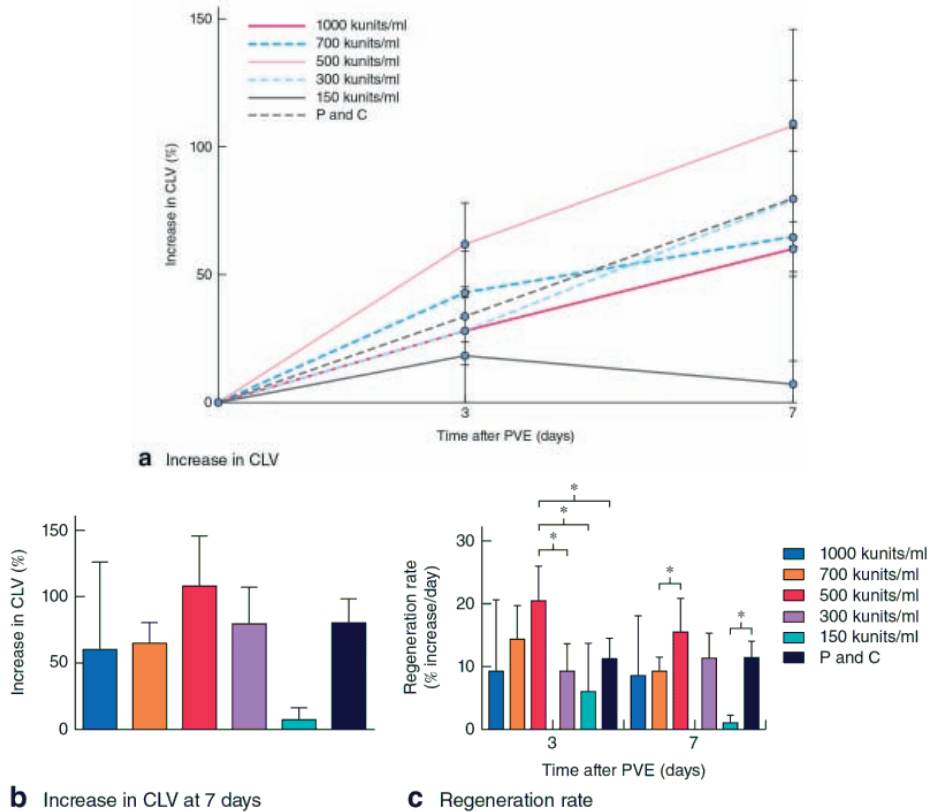 150
1000 kunits/ml
700 kunits/ml
500 kunits/ml
300 kunits/ml
150 kunits/ml
P and C
100
50
0
Increase in CLV (%)
3
7
Time after PVE (days)
a Increase in CLV
150
100
50
0
Increase in CLV (%)
b Increase in CLV at 7 days
30
20
10
0
Regeneration rate
(% increase/day)
* * *
* *
3
7
Time after PVE (days)
1000 kunits/ml
700 kunits/ml
500 kunits/ml
300 kunits/ml
150 kunits/ml
P and C
c Regeneration rate